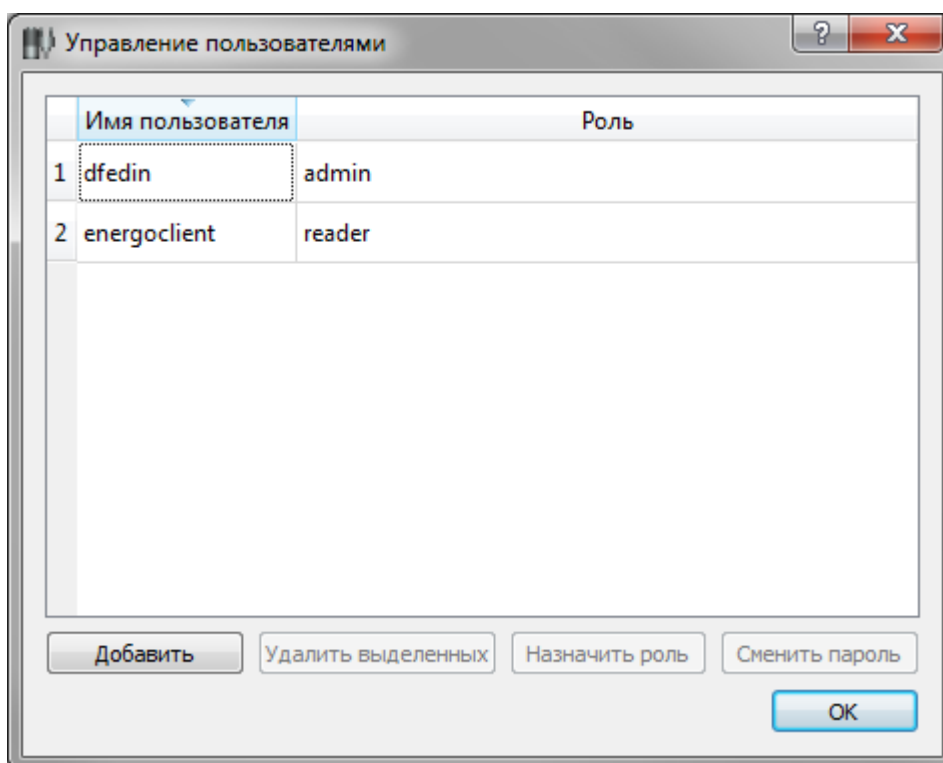 Управление пользователями
?
Имя пользователя Роль
1 dfedin admin
2 energoclient reader
Добавить Удалить выделенных Назначить роль Сменить пароль
OK